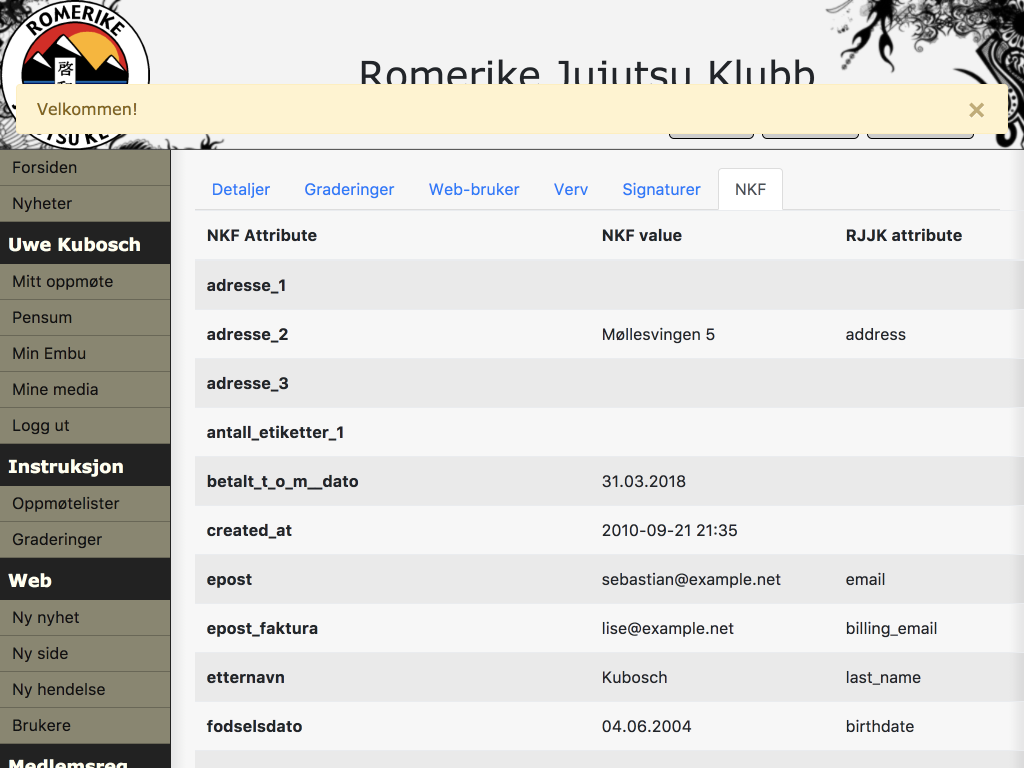 ROMERIKE
啓
Romerike Jujutsu Klubb
Velkommen!
×
Forsiden
Nyheter
Uwe Kubosch
Mitt oppmøte
Pensum
Min Embu
Mine media
Logg ut
Instruksjon
Oppmøtelister
Graderinger
Web
Ny nyhet
Ny side
Ny hendelse
Brukere
Medlemsreg
Detaljer Graderinger Web-bruker Verv Signaturer NKF
NKF Attribute NKF value RJJK attribute
adresse_1
adresse_2 Møllesvingen 5 address
adresse_3
antall_etiketter_1
betalt_t_o_m__dato 31.03.2018
created_at 2010-09-21 21:35
epost sebastian@example.net email
epost_faktura lise@example.net billing_email
etternavn Kubosch last_name
fodselsdato 04.06.2004 birthdate